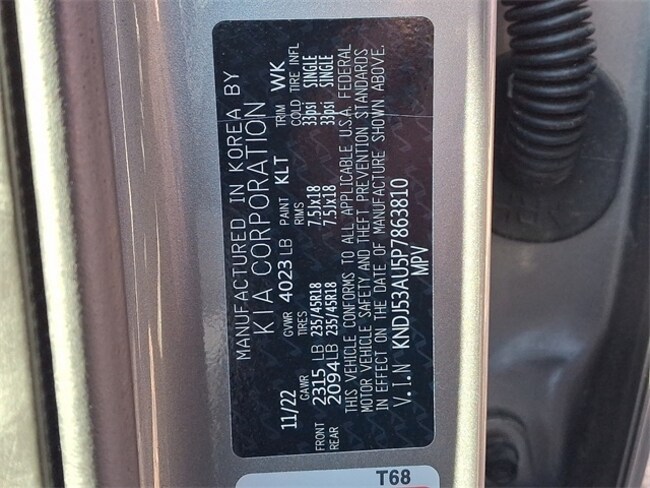 MANUFACTURED IN KOREA BY
KIA CORPORATION
11/22 GVWR 4023 LB PAINT KLT TRIM WK
GAWR TIRES RIMS COLD TIRE INFL
FRONT 2315 LB 235/45R18 7.5Jx18 33psi SINGLE
REAR 2094 LB 235/45R18 7.5Jx18 33psi SINGLE
THIS VEHICLE CONFORMS TO ALL APPLICABLE U.S.A. FEDERAL
MOTOR VEHICLE SAFETY AND THEFT PREVENTION STANDARDS
IN EFFECT ON THE DATE OF MANUFACTURE SHOWN ABOVE.
V.I.N KNDJ53AU5P7863810
MPV
T68